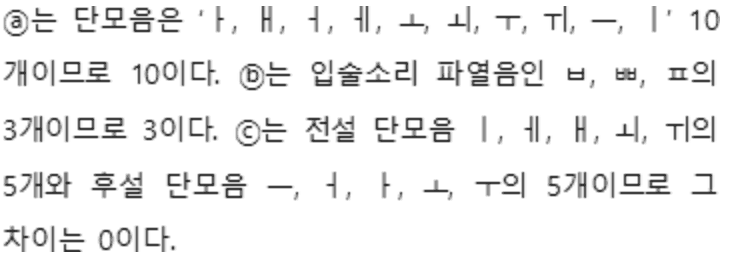 ⓐ는 단모음은 'ㅏ, ㅐ, ㅓ, ㅔ, ㅗ, ㅚ, ㅜ, ㅟ, ㅡ, ㅣ' 10
개이므로 10이다. ⓑ는 입술소리 파열음인 ㅂ, ㅃ, ㅍ의
3개이므로 3이다. ⓒ는 전설 단모음 ㅣ, ㅔ, ㅐ, ㅚ, ㅟ의
5개와 후설 단모음 ㅡ, ㅓ, ㅏ, ㅗ, ㅜ의 5개이므로 그
차이는 0이다.